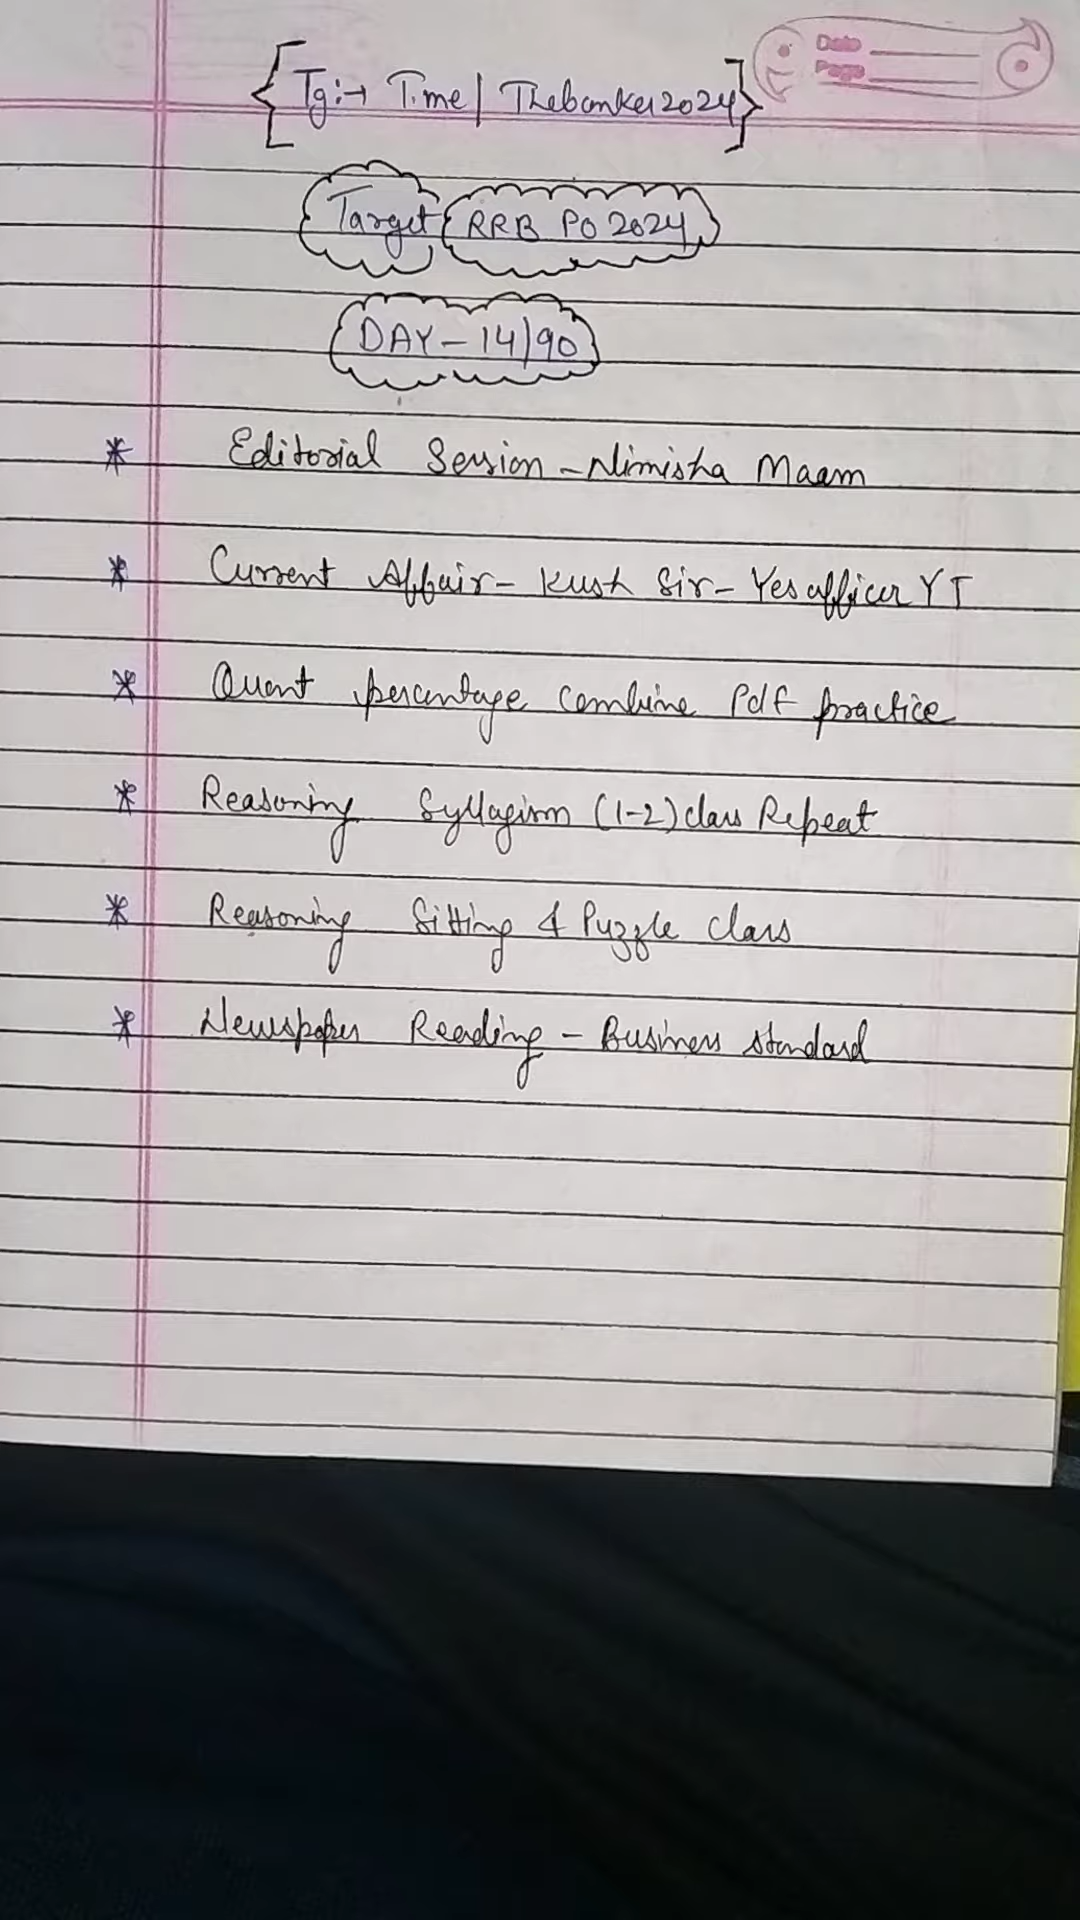 {[Tg:→ Time | Thebanker2024]}
Date
Page
Target RRB PO 2024
DAY - 14/90
* Editorial Session - Nimisha Maam
* Current Affair - Kush Sir - Yesofficer YT
* Quant percentage combine Pdf practice
* Reasoning Syllogism (1-2) class Repeat
* Reasoning Sitting & Puzzle class
* Newspaper Reading - Business standard